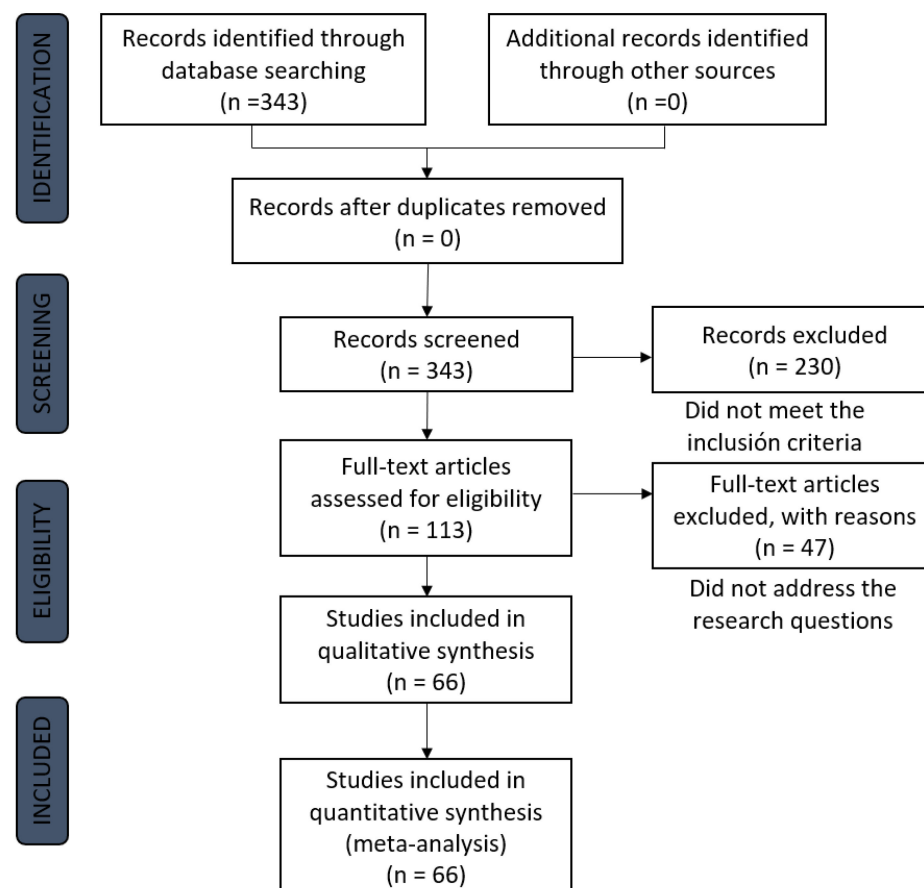 IDENTIFICATION
Records identified through
database searching
(n =343)
Additional records identified
through other sources
(n =0)
Records after duplicates removed
(n = 0)
SCREENING
Records screened
(n = 343)
Records excluded
(n = 230)
Did not meet the
inclusión criteria
ELIGIBILITY
Full-text articles
assessed for eligibility
(n = 113)
Full-text articles
excluded, with reasons
(n = 47)
Did not address the
research questions
Studies included in
qualitative synthesis
(n = 66)
INCLUDED
Studies included in
quantitative synthesis
(meta-analysis)
(n = 66)